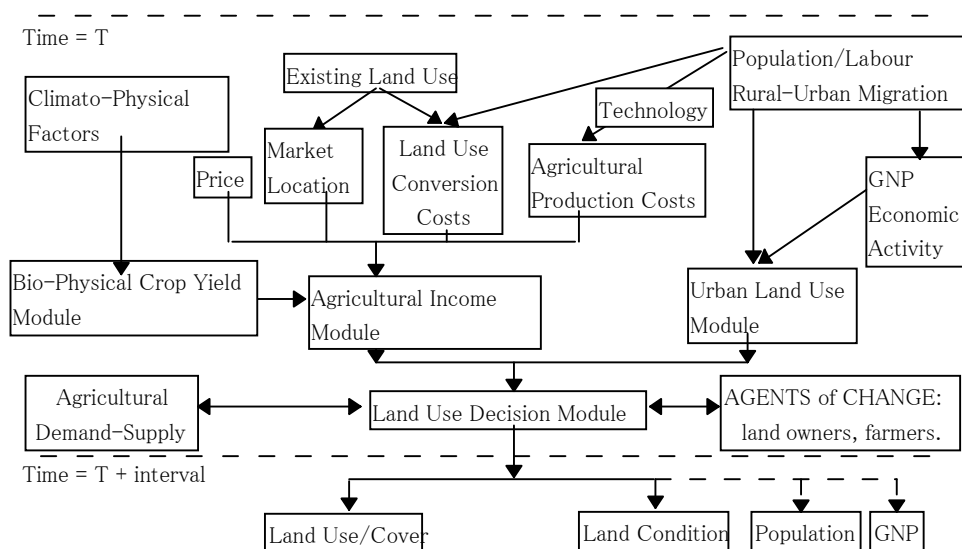 Time = T
Existing Land Use
Population/Labour
Rural-Urban Migration
Climato-Physical
Factors
Technology
Price
Market
Location
Land Use
Conversion
Costs
Agricultural
Production Costs
GNP
Economic
Activity
Bio-Physical Crop Yield
Module
Agricultural Income
Module
Urban Land Use
Module
Agricultural
Demand-Supply
Land Use Decision Module
AGENTS of CHANGE:
land owners, farmers.
Time = T + interval
Land Use/Cover
Land Condition
Population
GNP